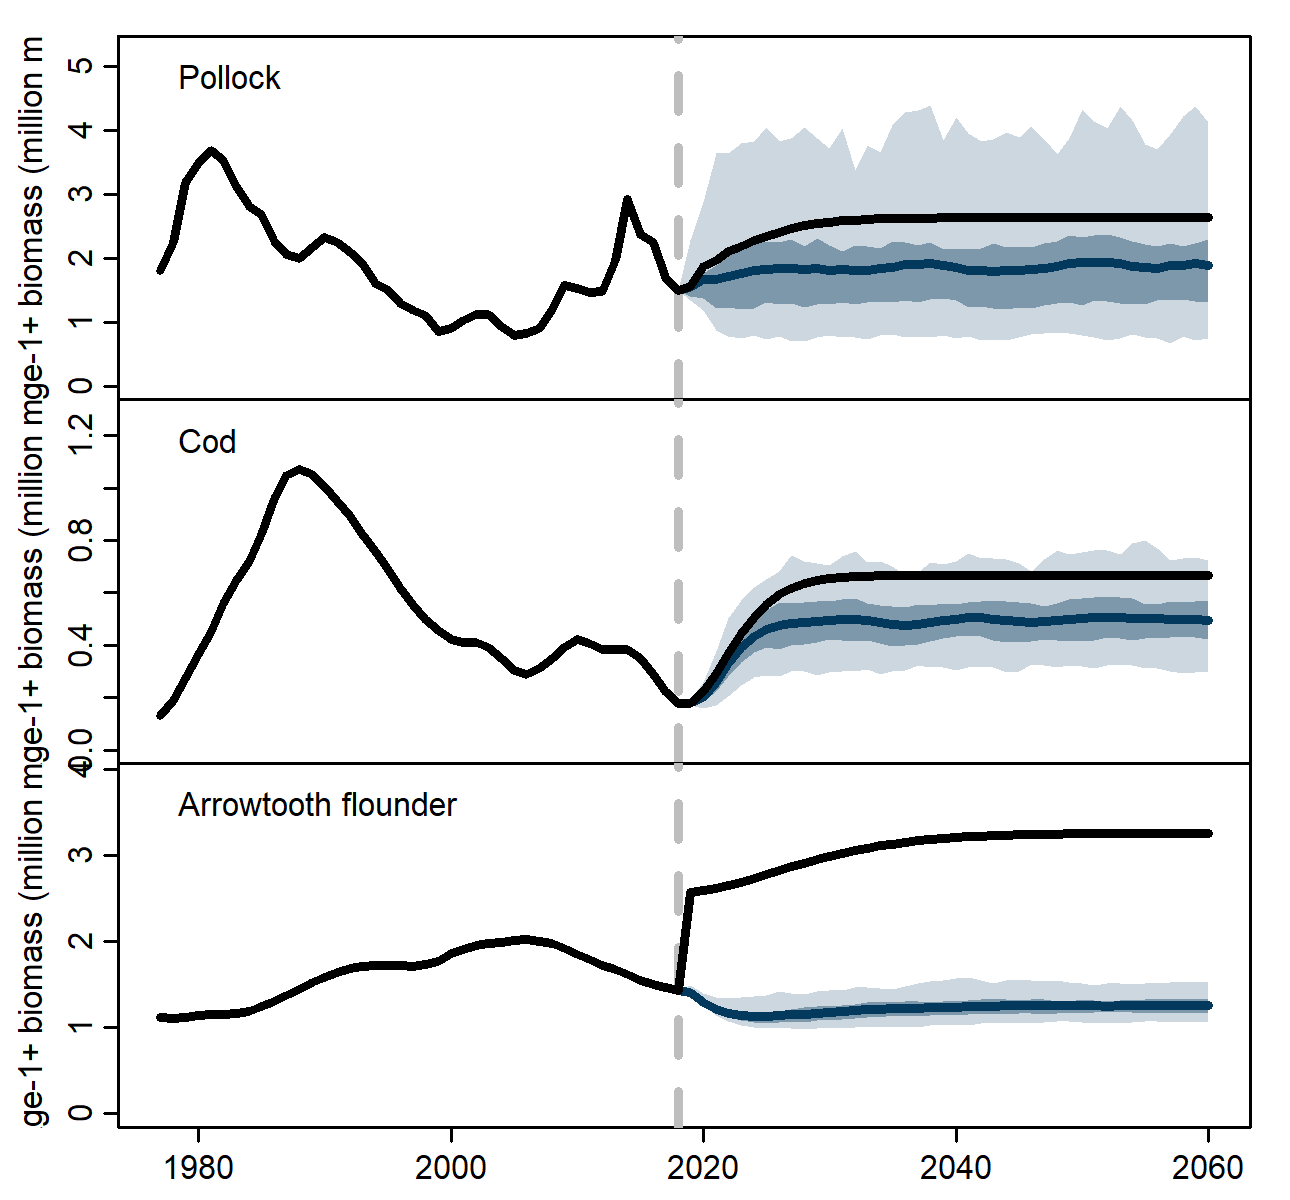 Pollock
ge-1+ biomass (million m
5
4
3
2
1
0
Cod
ge-1+ biomass (million m
1.2
0.8
0.4
0.0
Arrowtooth flounder
ge-1+ biomass (million m
4
3
2
1
0
1980 2000 2020 2040 2060